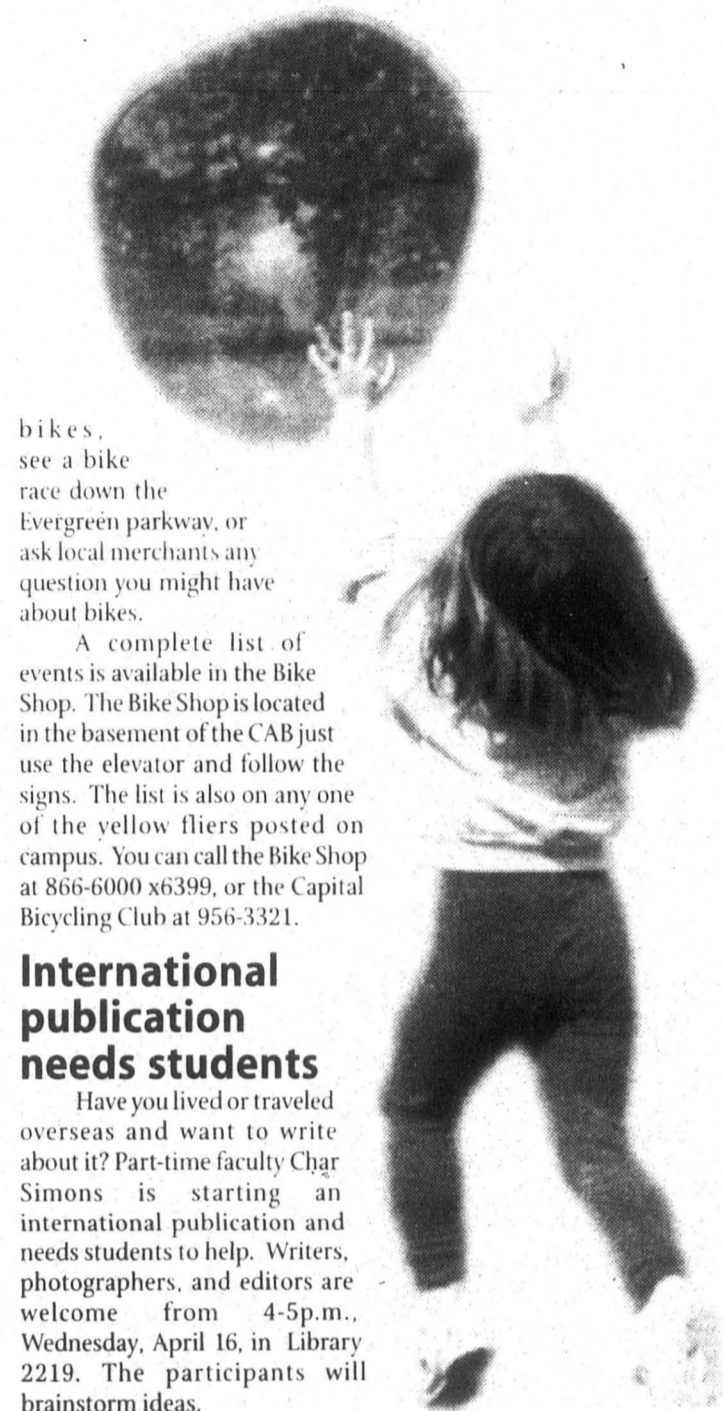 bikes,
see a bike
race down the
Evergreen parkway, or
ask local merchants any
question you might have
about bikes.
A complete list of
events is available in the Bike
Shop. The Bike Shop is located
in the basement of the CAB just
use the elevator and follow the
signs. The list is also on any one
of the yellow fliers posted on
campus. You can call the Bike Shop
at 866-6000 x6399, or the Capital
Bicycling Club at 956-3321.
International
publication
needs students
Have you lived or traveled
overseas and want to write
about it? Part-time faculty Char
Simons is starting an
international publication and
needs students to help. Writers,
photographers, and editors are
welcome from 4-5p.m.,
Wednesday, April 16, in Library
2219. The participants will
brainstorm ideas.